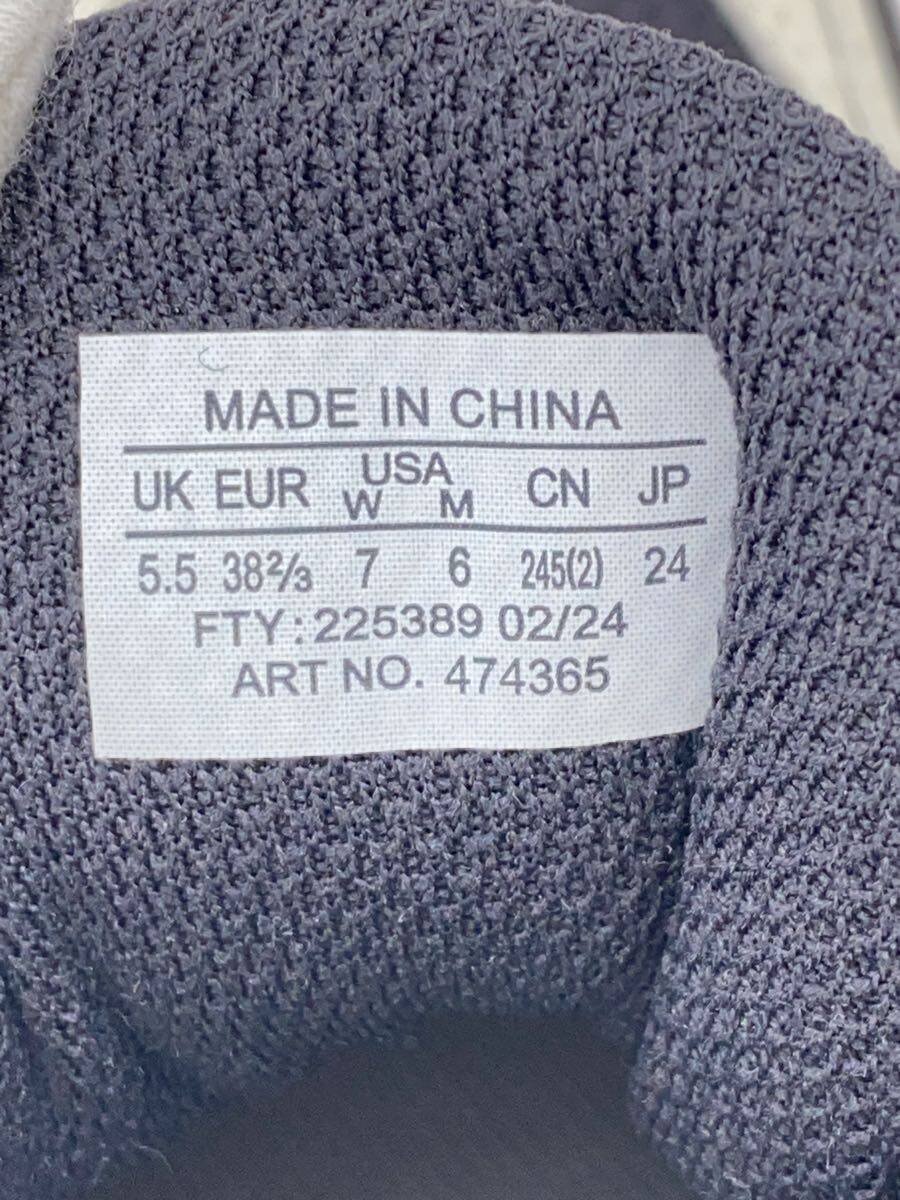 MADE IN CHINA
UK EUR USA W M CN JP
5.5 38⅔ 7 6 245(2) 24
FTY:225389 02/24
ART NO. 474365